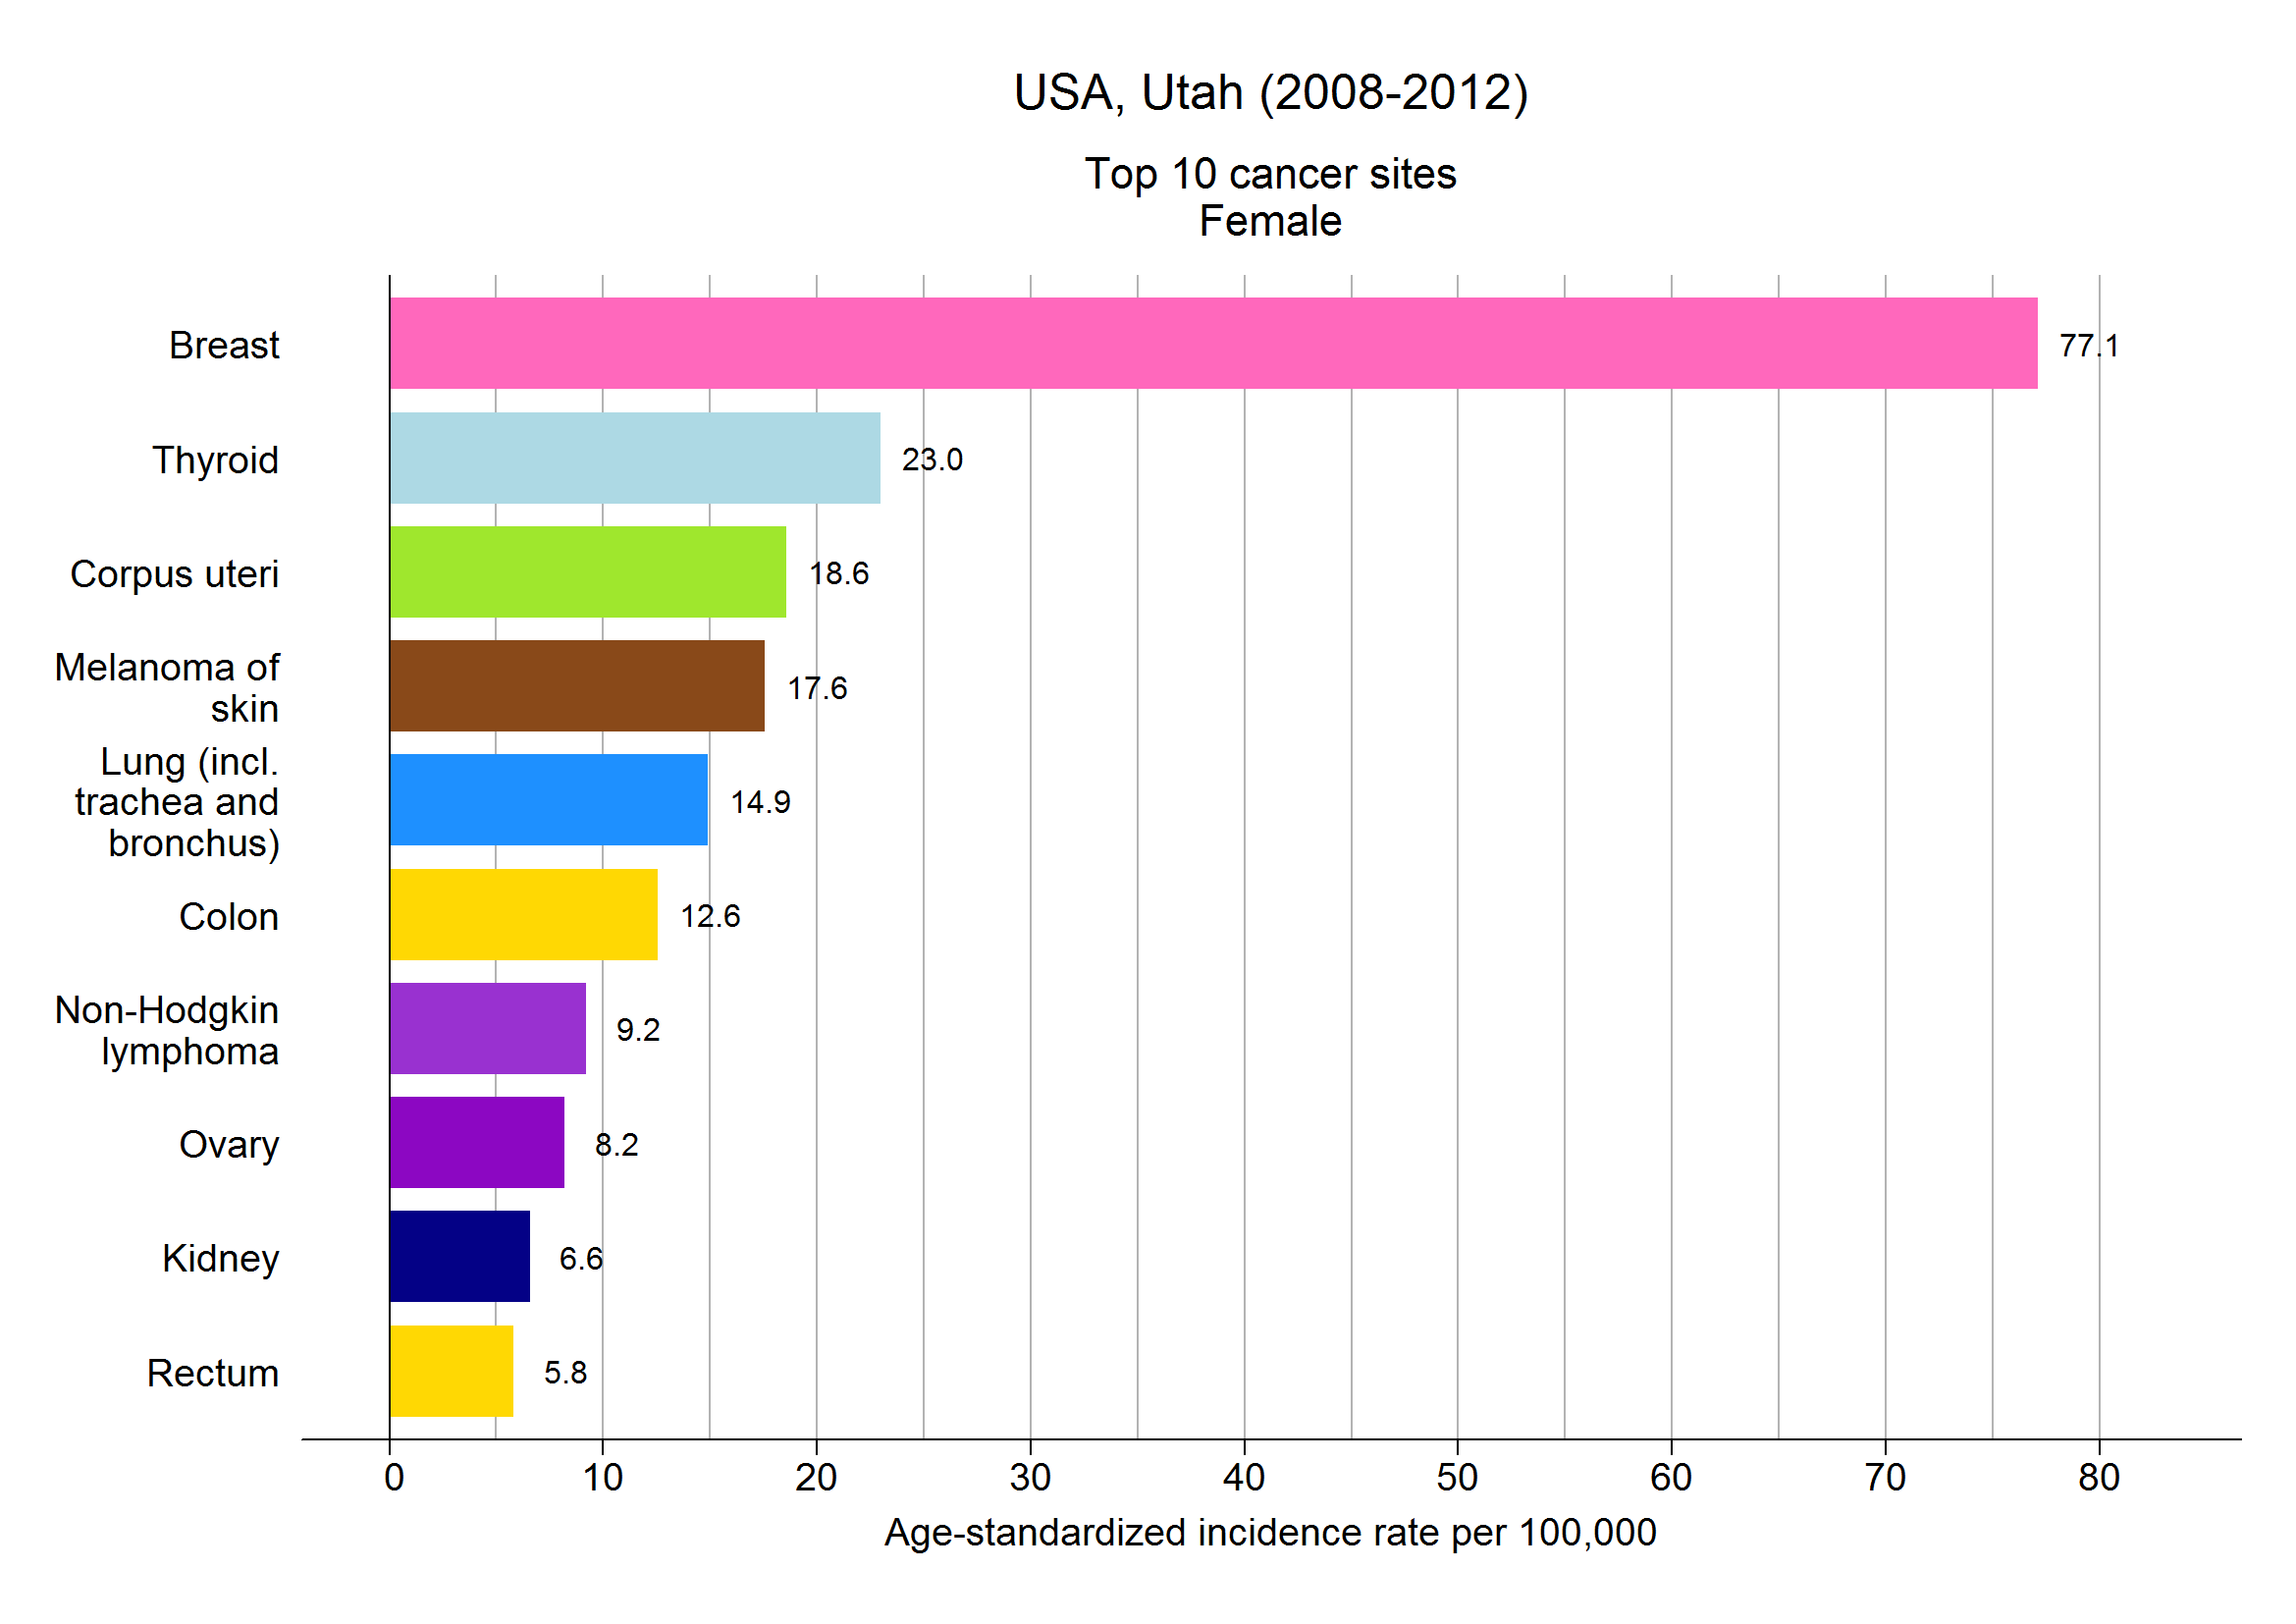 USA, Utah (2008-2012)
Top 10 cancer sites
Female
Breast
77.1
Thyroid
23.0
Corpus uteri
18.6
Melanoma of
skin
17.6
Lung (incl.
trachea and
bronchus)
14.9
Colon
12.6
Non-Hodgkin
lymphoma
9.2
Ovary
8.2
Kidney
6.6
Rectum
5.8
0 10 20 30 40 50 60 70 80
Age-standardized incidence rate per 100,000